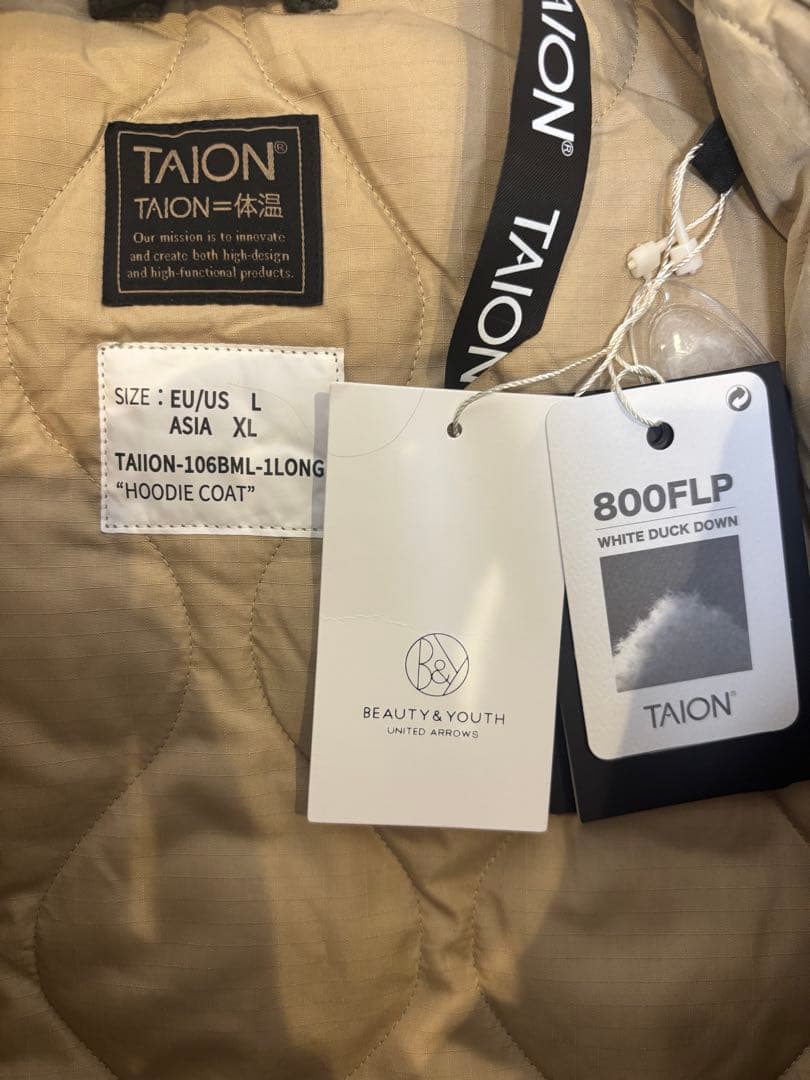 TAION®
TAION=体温
Our mission is to innovate
and create both high-design
and high-functional products.
SIZE : EU/US L
ASIA XL
TAIION-106BML-1LONG
“HOODIE COAT”
TAION®
TAION
B&Y
BEAUTY&YOUTH
UNITED ARROWS
800FLP
WHITE DUCK DOWN
TAION®